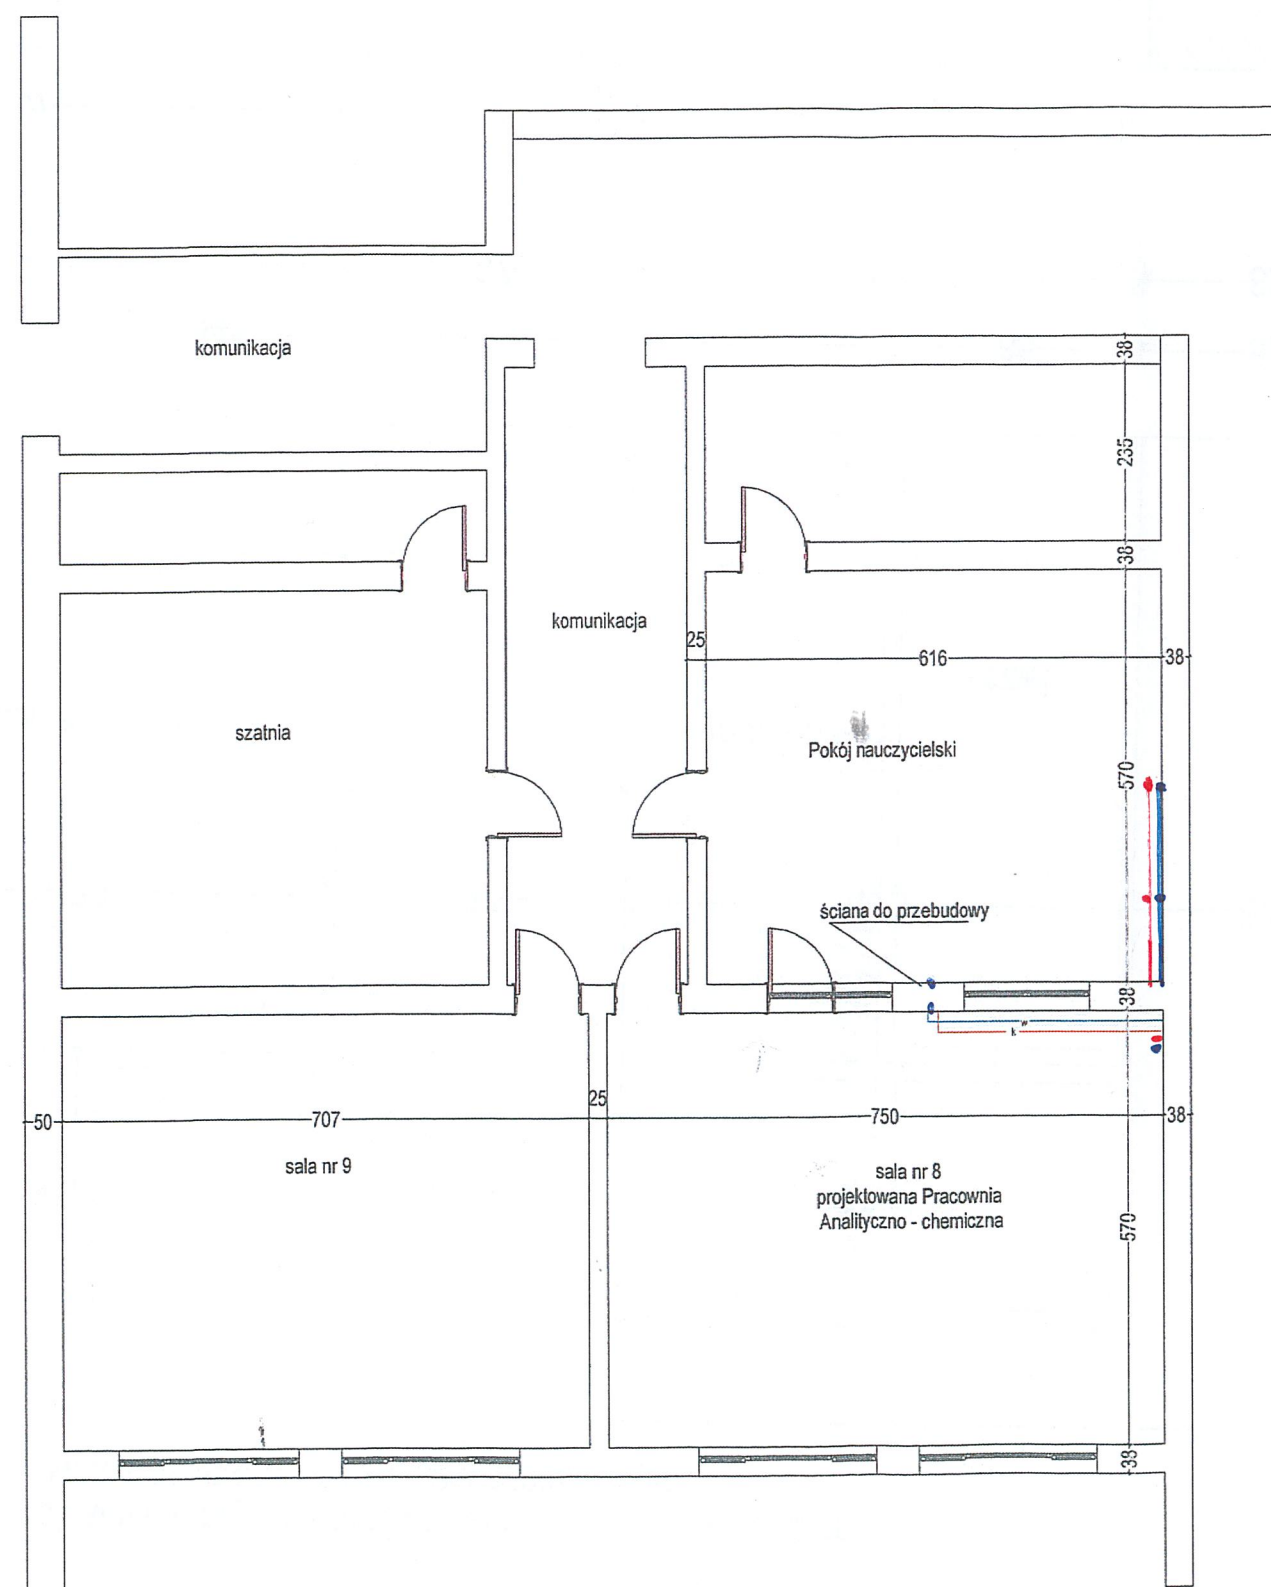 komunikacja
38
235
38
komunikacja
25
616
38
szatnia
Pokój nauczycielski
570
ściana do przebudowy
38
w
k
50
707
25
750
38
sala nr 9
sala nr 8
projektowana Pracownia
Analityczno - chemiczna
570
38